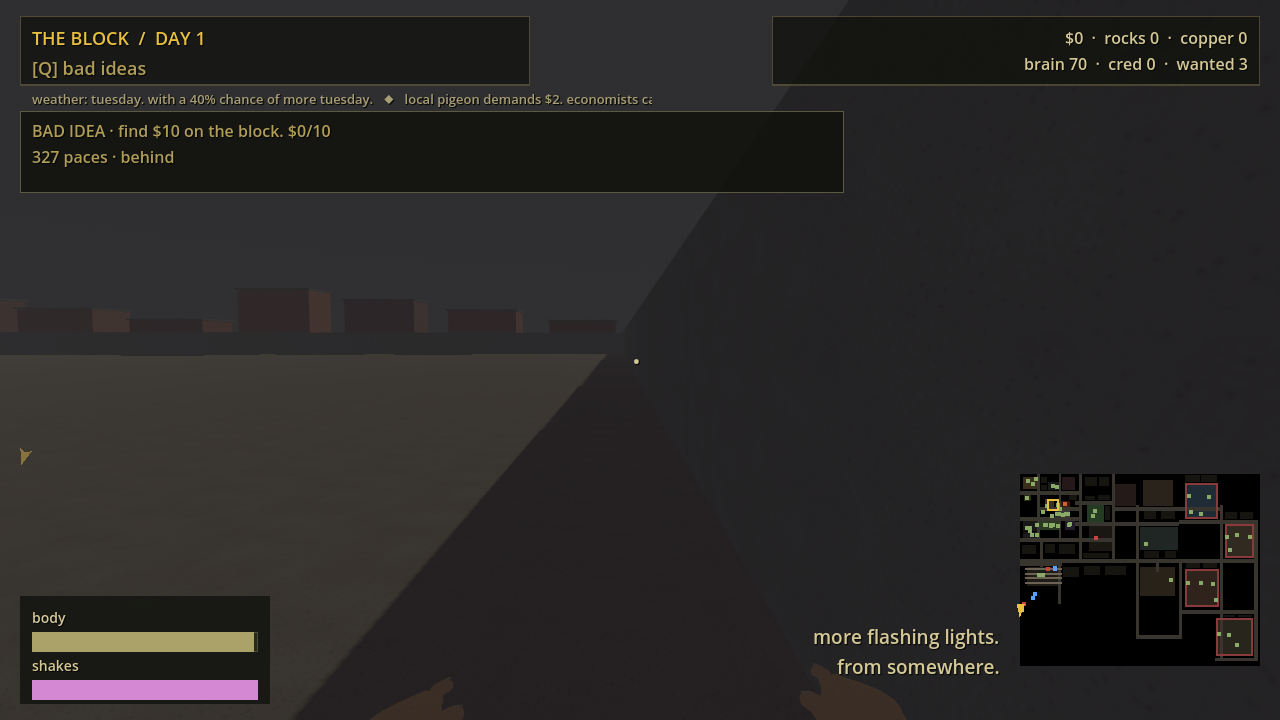 THE BLOCK / DAY 1
[Q] bad ideas
$0 · rocks 0 · copper 0
brain 70 · cred 0 · wanted 3
weather: tuesday. with a 40% chance of more tuesday. ◆ local pigeon demands $2. economists
BAD IDEA · find $10 on the block. $0/10
327 paces · behind
more flashing lights.
from somewhere.
body
shakes